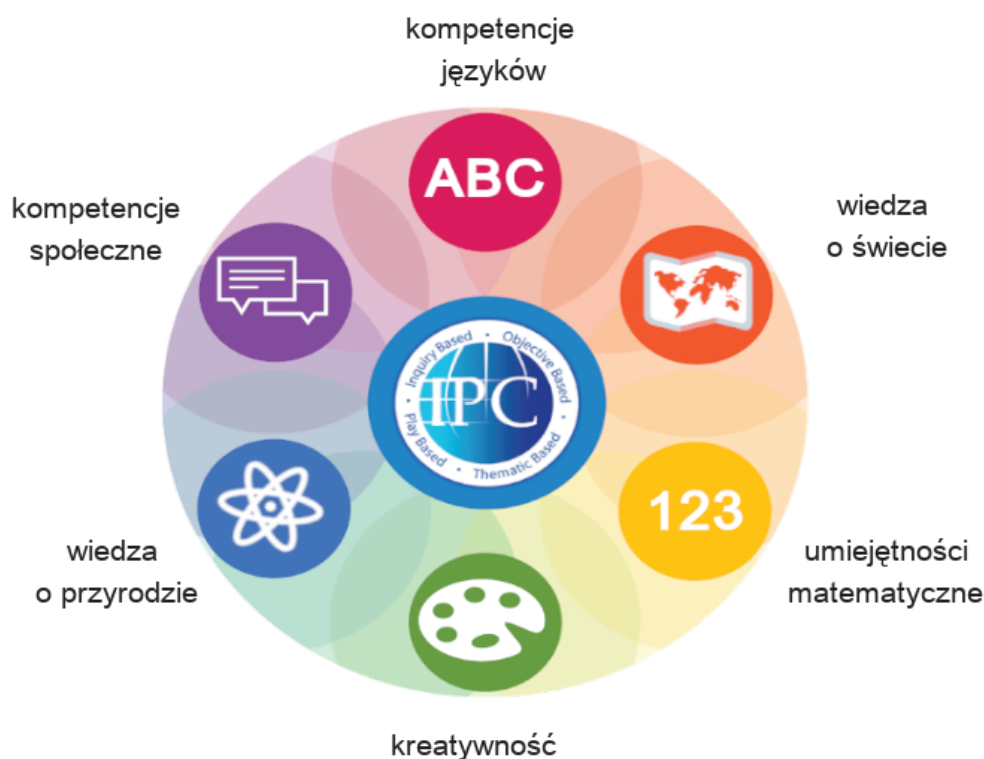 kompetencje
języków
ABC
kompetencje
społeczne
wiedza
o świecie
Inquiry Based • Objective Based • Thematic Based • Play Based •
IPC
123
wiedza
o przyrodzie
umiejętności
matematyczne
kreatywność